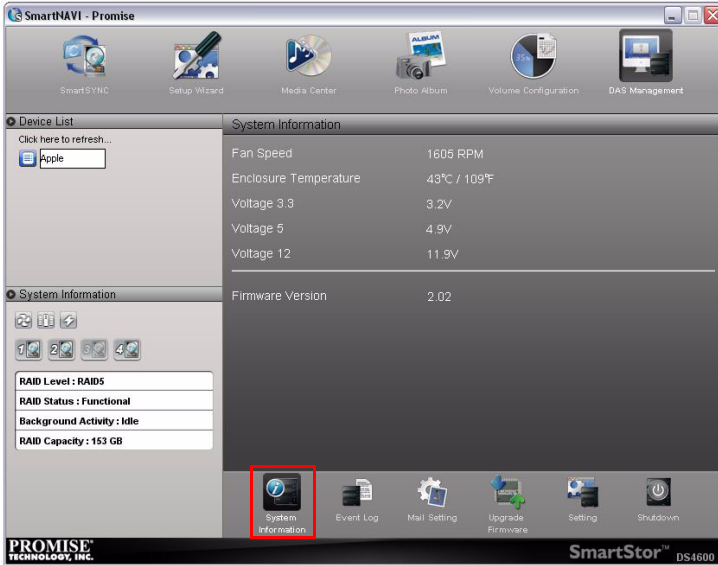 SmartNAVI - Promise
SmartSYNC
Setup Wizard
Media Center
ALBUM
Photo Album
35%
Volume Configuration
DAS Management
Device List
Click here to refresh...
Apple
System Information
Fan Speed 1605 RPM
Enclosure Temperature 43°C / 109°F
Voltage 3.3 3.2V
Voltage 5 4.9V
Voltage 12 11.9V
Firmware Version 2.02
System Information
1 2 3 4
RAID Level : RAID5
RAID Status : Functional
Background Activity : Idle
RAID Capacity : 153 GB
System Information
Event Log
Mail Setting
Upgrade Firmware
Setting
Shutdown
PROMISE®
TECHNOLOGY, INC.
SmartStor™ DS4600